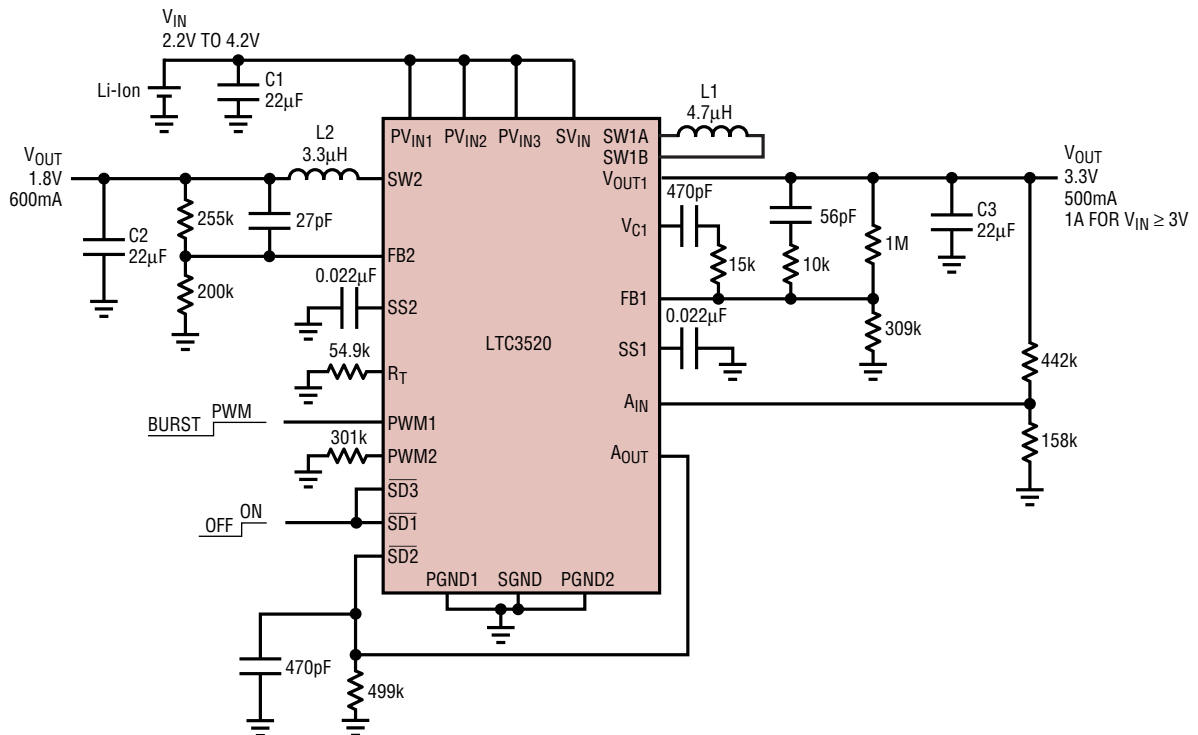 VIN
2.2V TO 4.2V
Li-Ion
C1
22µF
L1
4.7µH
PVIN1
PVIN2
PVIN3
SVIN
SW1A
SW1B
VOUT1
L2
3.3µH
SW2
VOUT
1.8V
600mA
C2
22µF
255k
27pF
200k
FB2
0.022µF
SS2
54.9k
RT
BURST
PWM
PWM1
301k
PWM2
SD3
OFF
ON
SD1
SD2
470pF
499k
LTC3520
PGND1
SGND
PGND2
470pF
VC1
15k
56pF
10k
1M
C3
22µF
VOUT
3.3V
500mA
1A FOR VIN ≥ 3V
FB1
309k
0.022µF
SS1
442k
AIN
158k
AOUT